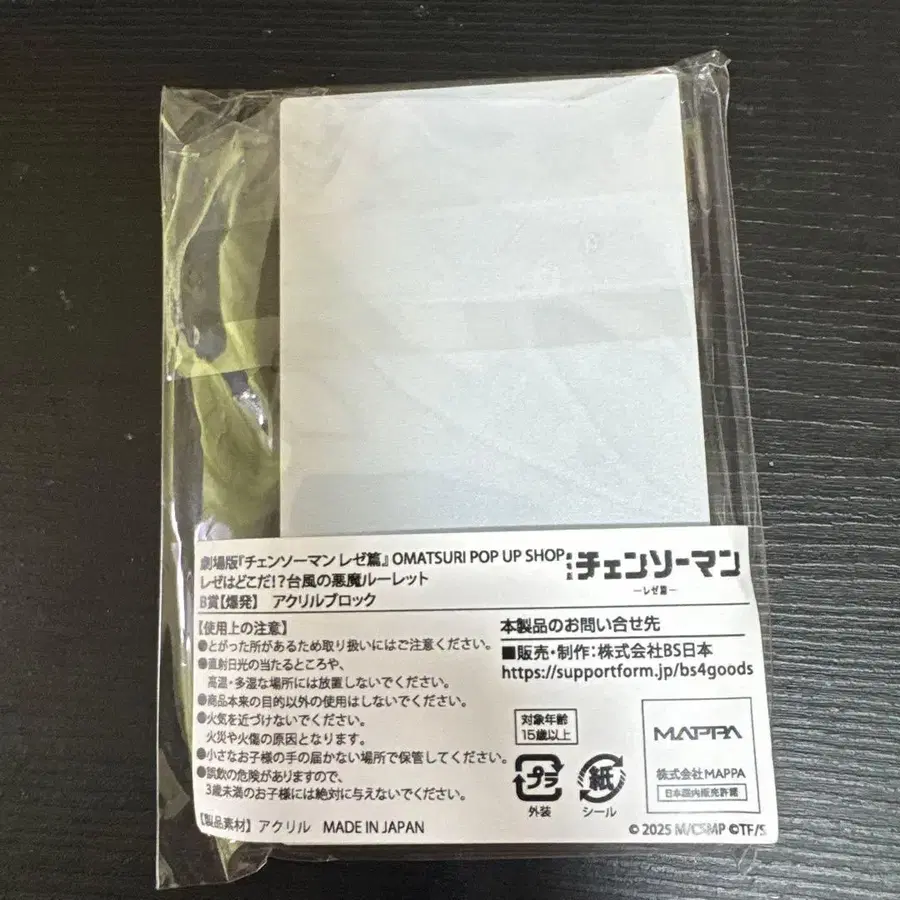 劇場版『チェンソーマン レゼ篇』OMATSURI POP UP SHOP
レゼはどこだ!?台風の悪魔ルーレット
B賞【爆発】 アクリルブロック
劇場版 チェンソーマン
―レゼ篇―
【使用上の注意】
●とがった所があるため取り扱いにはご注意ください。
●直射日光の当たるところや、
高温・多湿な場所には放置しないでください。
●商品本来の目的以外の使用はしないでください。
●火気を近づけないでください。
火災や火傷の原因となります。
●小さなお子様の手の届かない場所で保管してください。
●誤飲の危険がありますので、
3歳未満のお子様には絶対に与えないでください。
【製品素材】アクリル MADE IN JAPAN
本製品のお問い合せ先
■販売・制作:株式会社BS日本
https://supportform.jp/bs4goods
対象年齢
15歳以上
プラ
外装
紙
シール
MAPPA
株式会社MAPPA
日本国内販売許諾
© 2025 M/CSMP ©TF/S